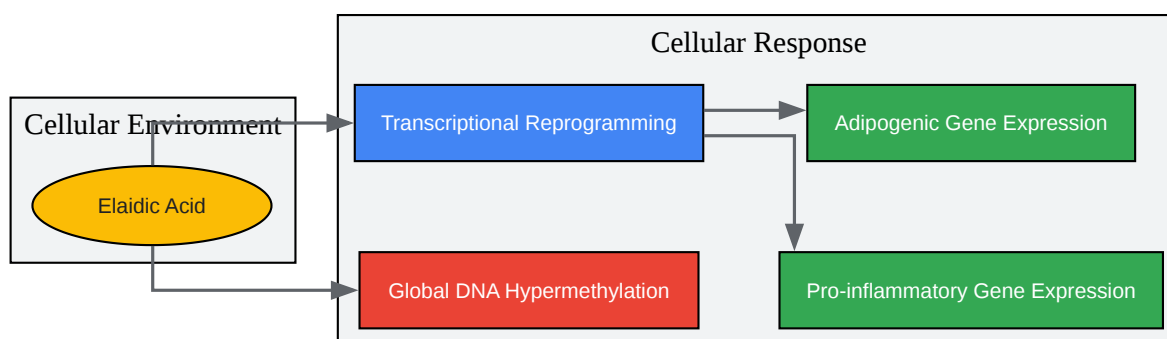 Cellular Response
Cellular Environment
Transcriptional Reprogramming
Adipogenic Gene Expression
Elaidic Acid
Global DNA Hypermethylation
Pro-inflammatory Gene Expression